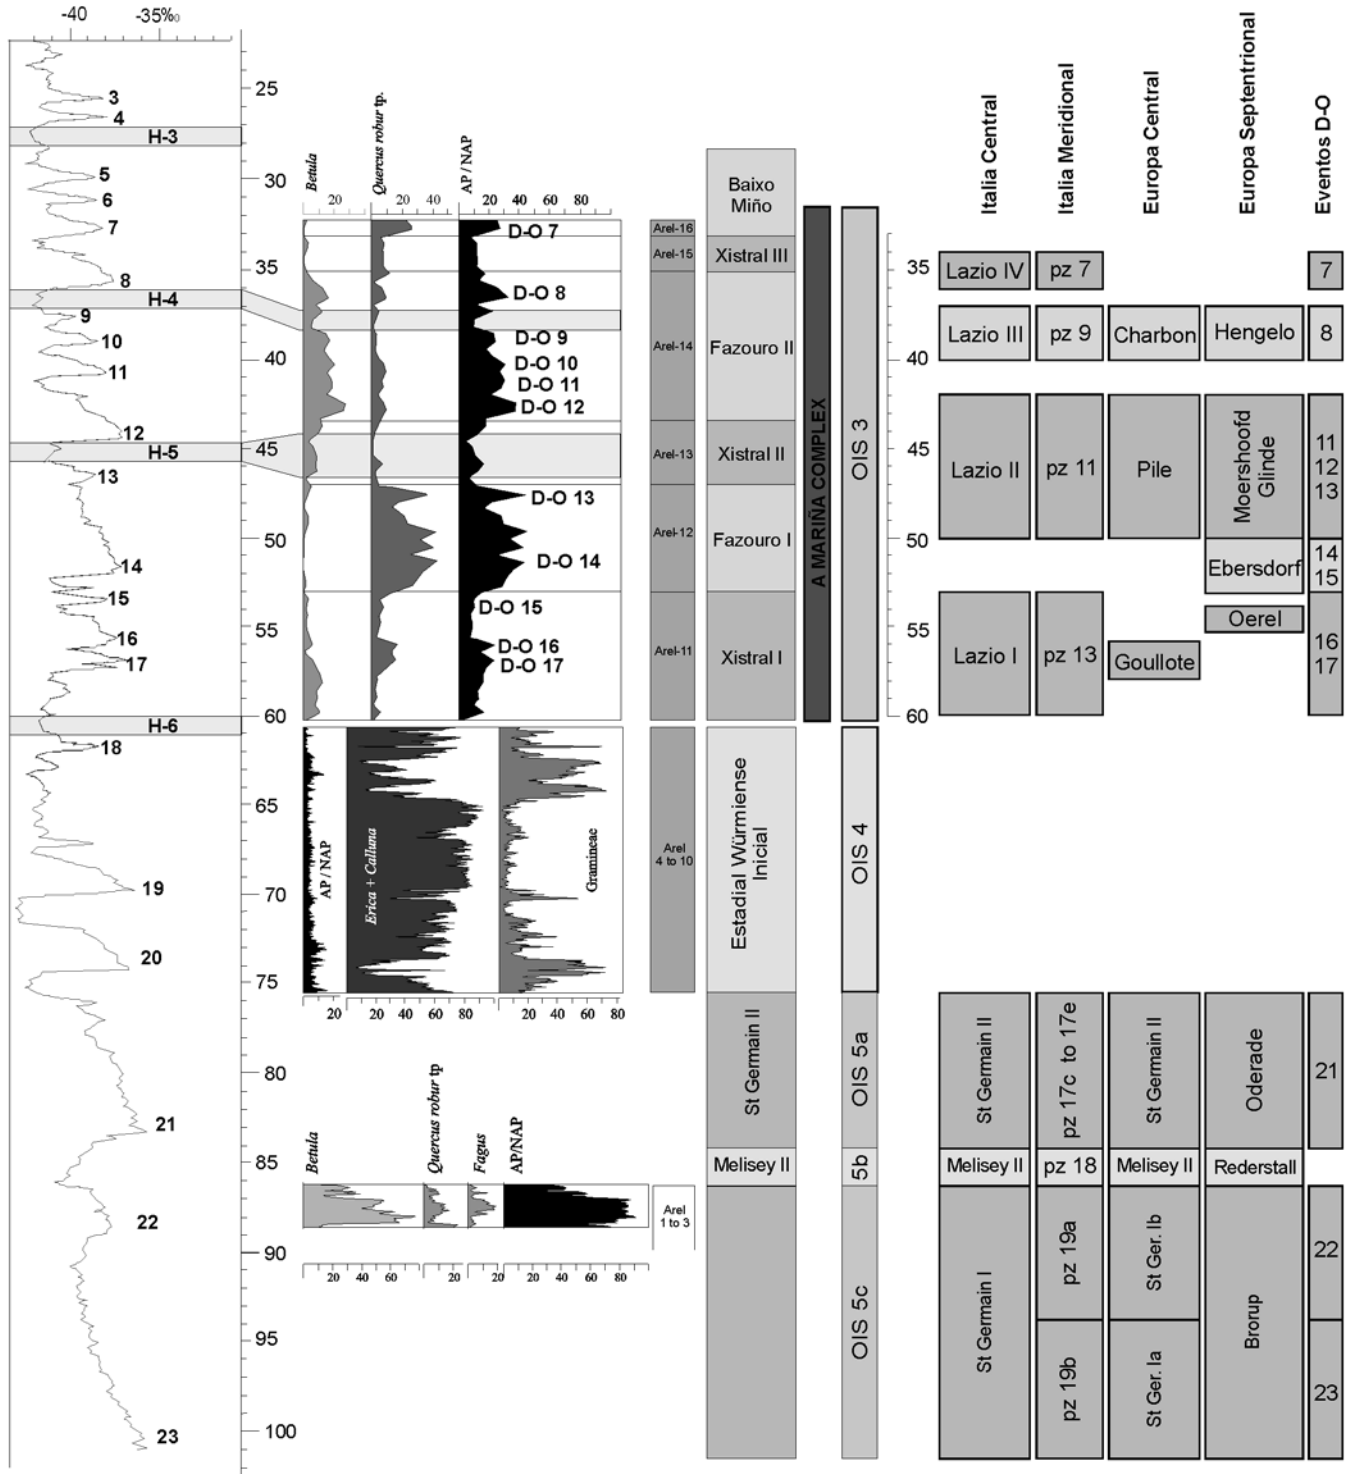 -40 -35‰
25
30
35
40
45
50
55
60
65
70
75
80
85
90
95
100
3
4
H-3
5
6
7
8
H-4
9
10
11
12
H-5
13
14
15
16
17
H-6
18
19
20
21
22
23
Betula
Quercus robur tp.
AP / NAP
20
20 40
20 40 60 80
D-O 7
D-O 8
D-O 9
D-O 10
D-O 11
D-O 12
D-O 13
D-O 14
D-O 15
D-O 16
D-O 17
AP / NAP
Erica + Calluna
Gramineae
20
20 40 60 80
20 40 60 80
Betula
Quercus robur tp
Fagus
AP/NAP
20 40 60
20
20
20 40 60 80
Arel-16
Arel-15
Arel-14
Arel-13
Arel-12
Arel-11
Arel
4 to 10
Arel
1 to 3
Baixo
Miño
Xistral III
Fazouro II
Xistral II
Fazouro I
Xistral I
Estadial Würmiense
Inicial
St Germain II
Melisey II
A MARIÑA COMPLEX
OIS 3
OIS 4
OIS 5a
5b
OIS 5c
35
40
45
50
55
60
Italia Central
Lazio IV
Lazio III
Lazio II
Lazio I
St Germain II
Melisey II
St Germain I
Italia Meridional
pz 7
pz 9
pz 11
pz 13
pz 17c to 17e
pz 18
pz 19a
pz 19b
Europa Central
Charbon
Pile
Goullote
St Germain II
Melisey II
St Ger. Ib
St Ger. Ia
Europa Septentrional
Hengelo
Moershoofd
Glinde
Ebersdorf
Oerel
Oderade
Rederstall
Brorup
Eventos D-O
7
8
11
12
13
14
15
16
17
21
22
23